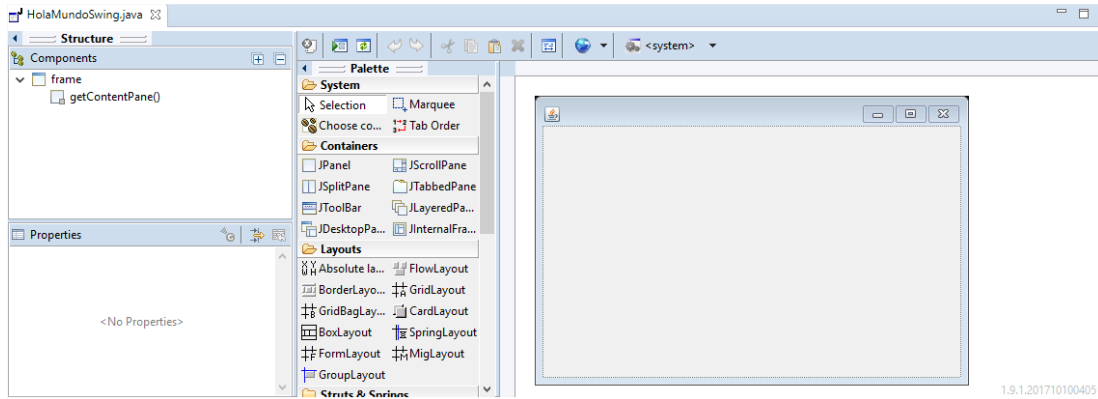 HolaMundoSwing.java
Structure
Components
frame
getContentPane()
Properties
<No Properties>
<system>
Palette
System
Selection Marquee
Choose co... Tab Order
Containers
JPanel JScrollPane
JSplitPane JTabbedPane
JToolBar JLayeredPa...
JDesktopPa... JInternalFra...
Layouts
Absolute la... FlowLayout
BorderLayo... GridLayout
GridBagLay... CardLayout
BoxLayout SpringLayout
FormLayout MigLayout
GroupLayout
Struts & Springs
1.9.1.201710100405